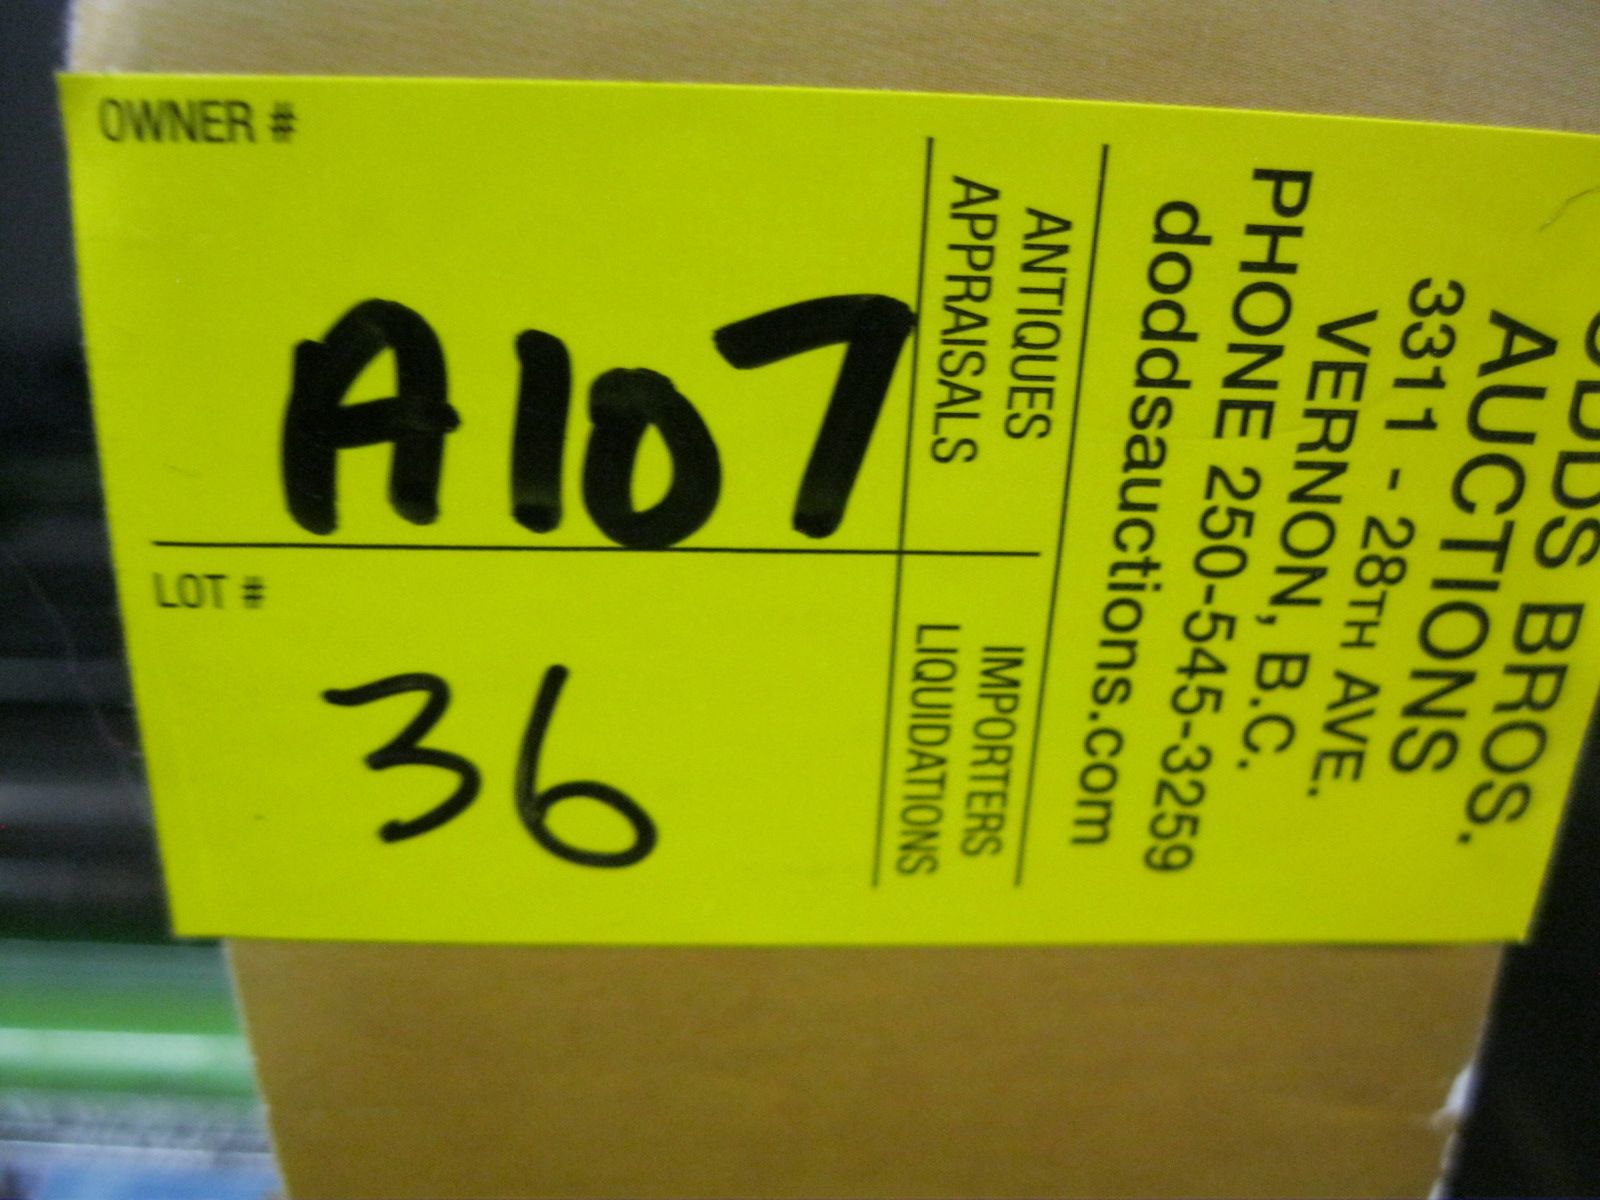 OWNER #
A107
LOT #
36
BROS.
AUCTIONS
3311 - 28TH AVE.
VERNON, B.C.
PHONE 250-545-3259
doddsauctions.com
ANTIQUES
APPRAISALS
IMPORTERS
LIQUIDATIONS